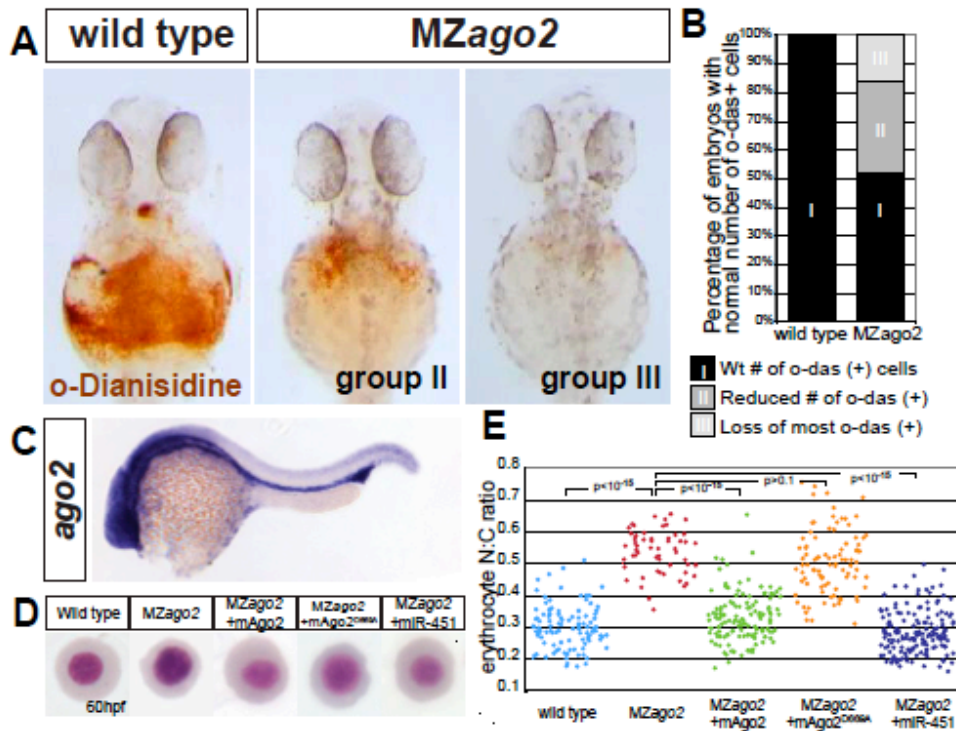 A
wild type
MZago2
o-Dianisidine
group II
group III
B
Percentage of embryos with
normal number of o-das+ cells
100%
90%
80%
70%
60%
50%
40%
30%
20%
10%
0%
I
III
II
I
wild type
MZago2
I Wt # of o-das (+) cells
II Reduced # of o-das (+)
III Loss of most o-das (+)
C
ago2
D
Wild type
MZago2
MZago2
+mAgo2
MZago2
+mAgo2D669A
MZago2
+miR-451
60hpf
E
erythrocyte N:C ratio
0.8
0.7
0.6
0.5
0.4
0.3
0.2
0.1
p<10-15
p<10-15
p>0.1
p<10-15
wild type
MZago2
MZago2
+mAgo2
MZago2
+mAgo2D669A
MZago2
+miR-451